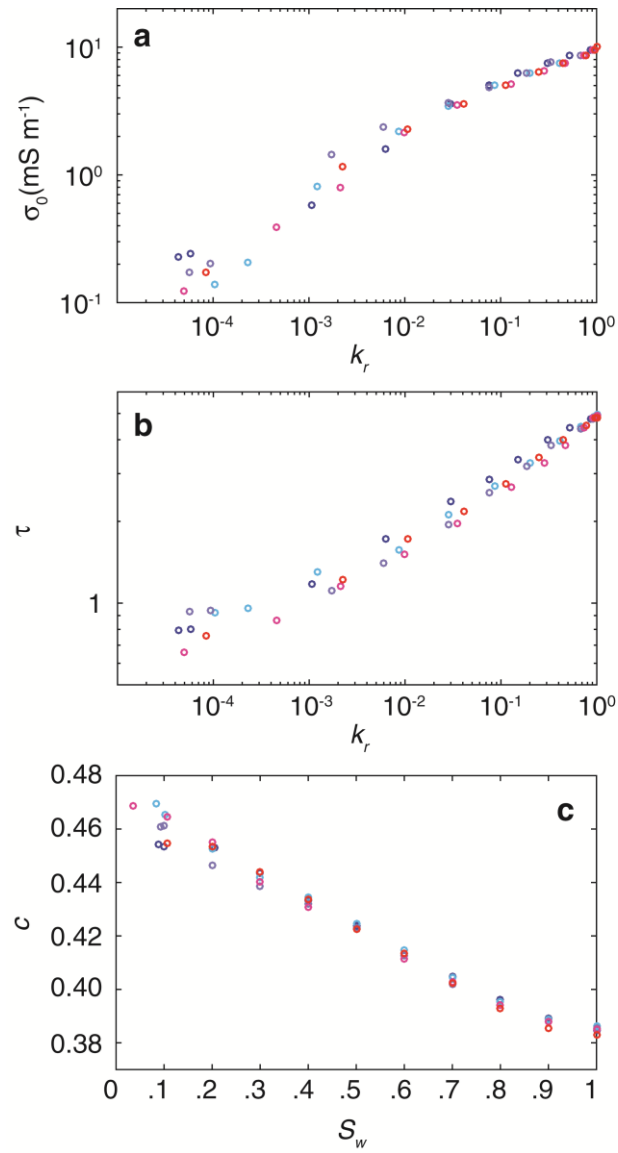 a
10¹
10⁰
10⁻¹
σ₀(mS m⁻¹)
10⁻⁴ 10⁻³ 10⁻² 10⁻¹ 10⁰
kᵣ
b
1
τ
10⁻⁴ 10⁻³ 10⁻² 10⁻¹ 10⁰
kᵣ
c
0.48
0.46
0.44
0.42
0.40
0.38
c
0 .1 .2 .3 .4 .5 .6 .7 .8 .9 1
S_w